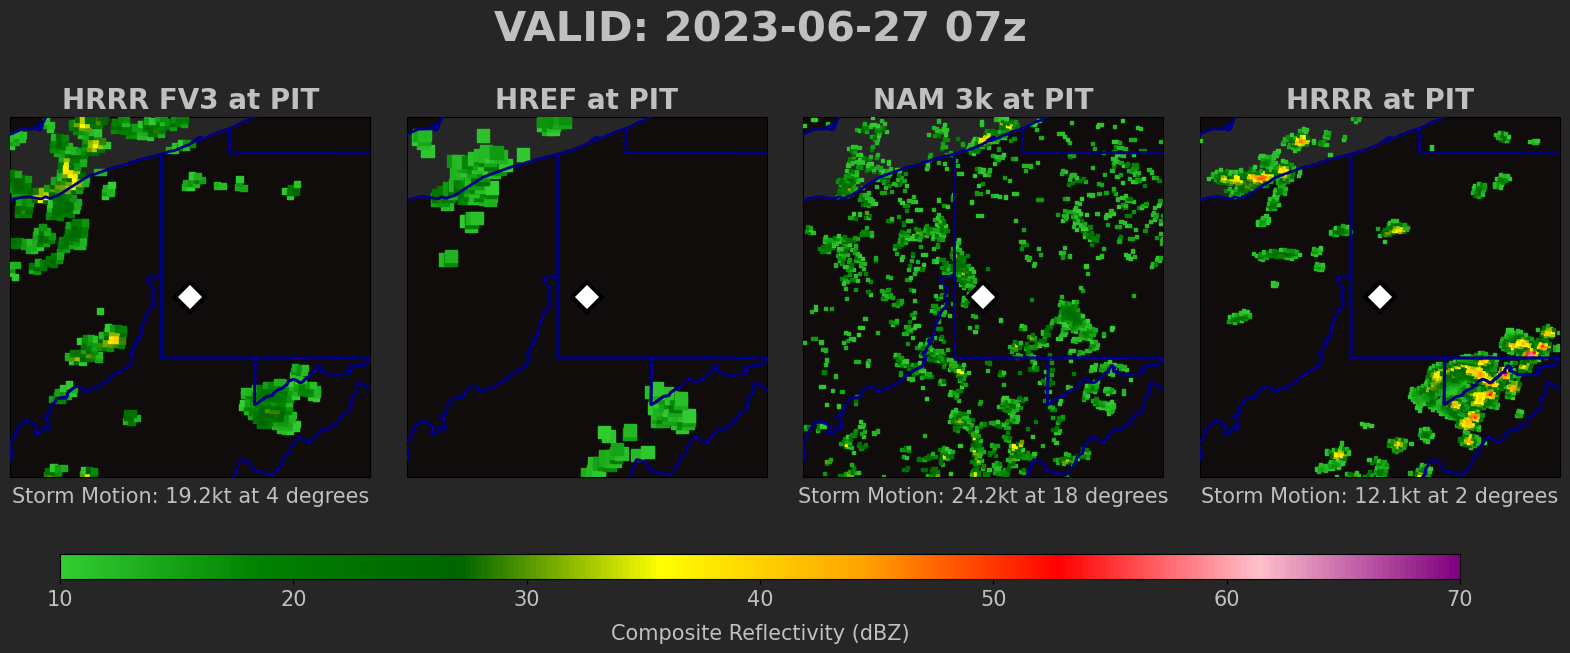 VALID: 2023-06-27 07z
HRRR FV3 at PIT
HREF at PIT
NAM 3k at PIT
HRRR at PIT
Storm Motion: 19.2kt at 4 degrees
Storm Motion: 24.2kt at 18 degrees
Storm Motion: 12.1kt at 2 degrees
10 20 30 40 50 60 70
Composite Reflectivity (dBZ)